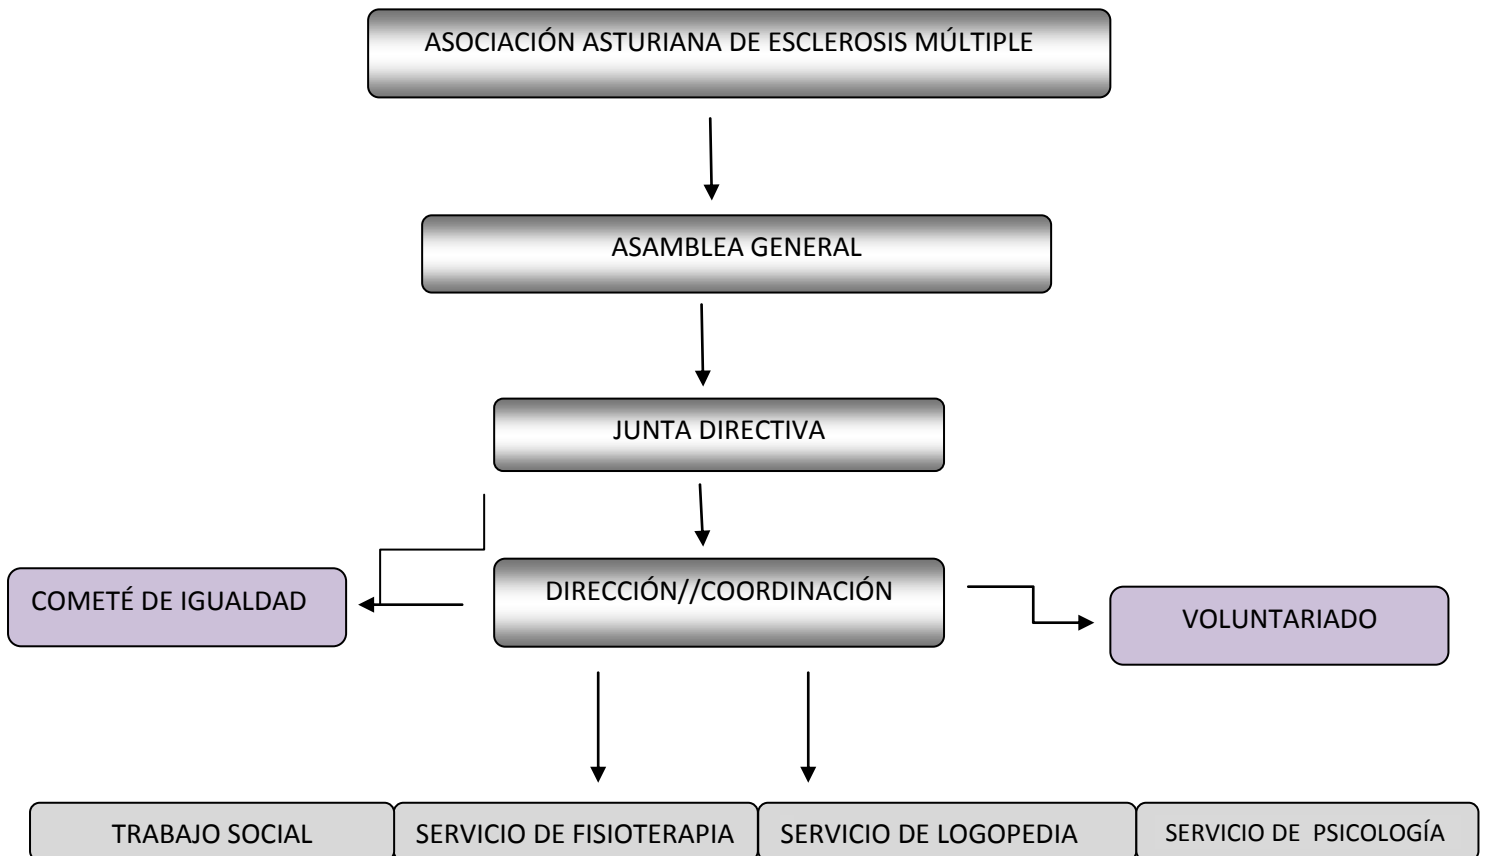 ASOCIACIÓN ASTURIANA DE ESCLEROSIS MÚLTIPLE
ASAMBLEA GENERAL
JUNTA DIRECTIVA
DIRECCIÓN//COORDINACIÓN
COMETÉ DE IGUALDAD
VOLUNTARIADO
TRABAJO SOCIAL
SERVICIO DE FISIOTERAPIA
SERVICIO DE LOGOPEDIA
SERVICIO DE PSICOLOGÍA